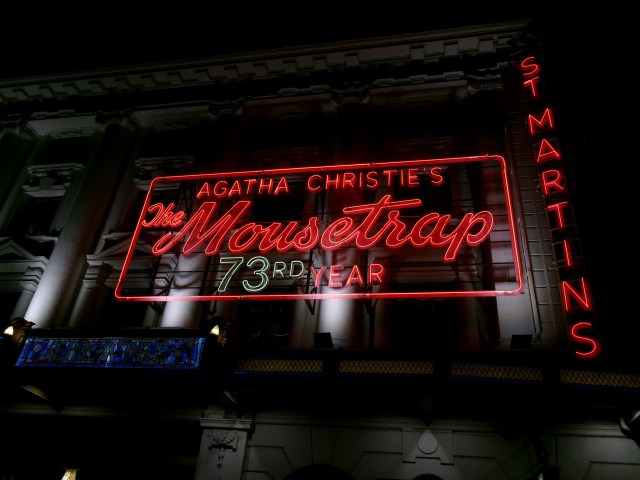 AGATHA CHRISTIE'S
The Mousetrap
73RD YEAR
ST MARTINS